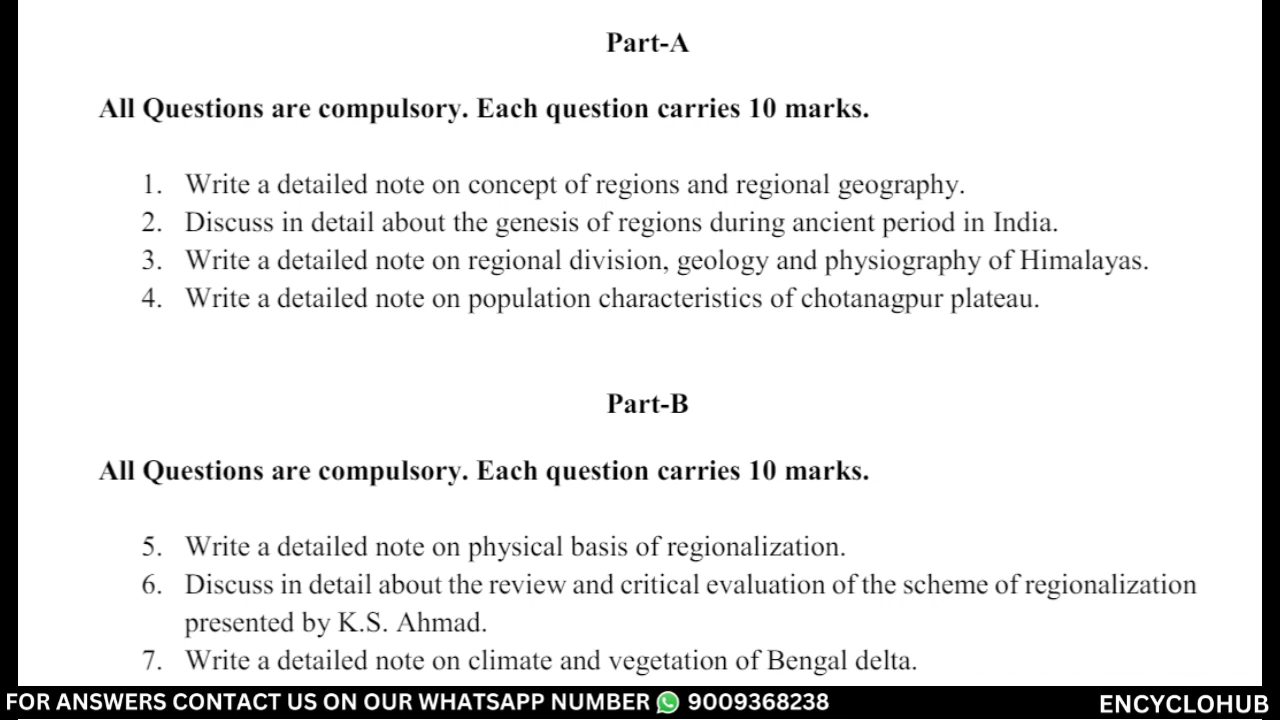 Part-A
All Questions are compulsory. Each question carries 10 marks.
1. Write a detailed note on concept of regions and regional geography.
2. Discuss in detail about the genesis of regions during ancient period in India.
3. Write a detailed note on regional division, geology and physiography of Himalayas.
4. Write a detailed note on population characteristics of chotanagpur plateau.
Part-B
All Questions are compulsory. Each question carries 10 marks.
5. Write a detailed note on physical basis of regionalization.
6. Discuss in detail about the review and critical evaluation of the scheme of regionalization
presented by K.S. Ahmad.
7. Write a detailed note on climate and vegetation of Bengal delta.
FOR ANSWERS CONTACT US ON OUR WHATSAPP NUMBER 9009368238
ENCYCLOHUB